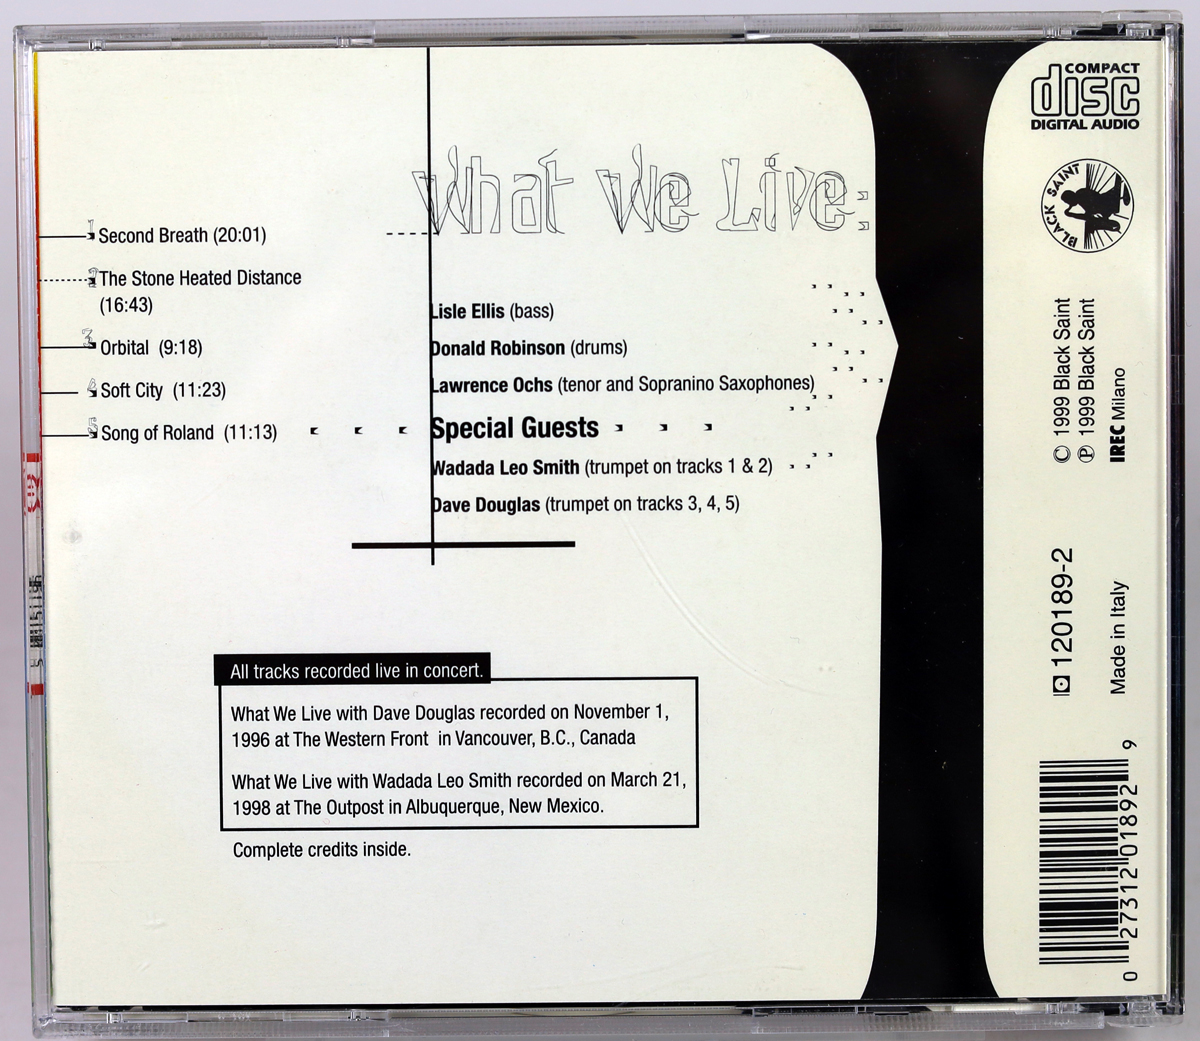 What We Live:
1 Second Breath (20:01)
2 The Stone Heated Distance
(16:43)
3 Orbital (9:18)
4 Soft City (11:23)
5 Song of Roland (11:13)
Lisle Ellis (bass)
Donald Robinson (drums)
Lawrence Ochs (tenor and Sopranino Saxophones)
Special Guests
Wadada Leo Smith (trumpet on tracks 1 & 2)
Dave Douglas (trumpet on tracks 3, 4, 5)
All tracks recorded live in concert.
What We Live with Dave Douglas recorded on November 1,
1996 at The Western Front in Vancouver, B.C., Canada
What We Live with Wadada Leo Smith recorded on March 21,
1998 at The Outpost in Albuquerque, New Mexico.
Complete credits inside.
COMPACT
disc
DIGITAL AUDIO
BLACK SAINT
© 1999 Black Saint
℗ 1999 Black Saint
IREC Milano
120189-2
Made in Italy
0 27312 01892 9